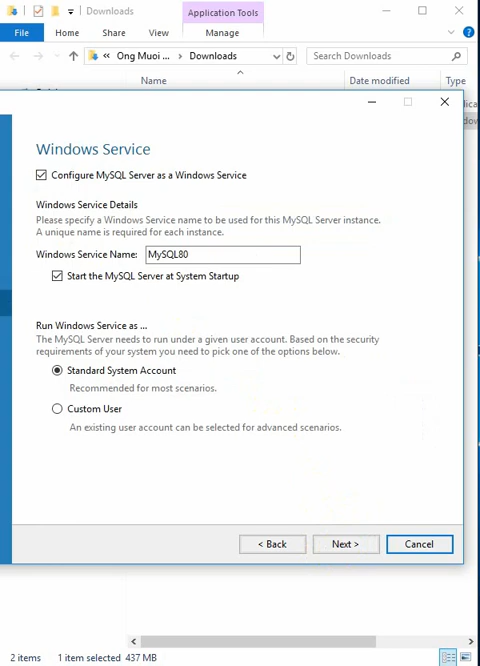 Downloads
Application Tools
File
Home
Share
View
Manage
« Ong Muoi ... > Downloads
Search Downloads
Name
Date modified
Type
Windows Service
Configure MySQL Server as a Windows Service
Windows Service Details
Please specify a Windows Service name to be used for this MySQL Server instance.
A unique name is required for each instance.
Windows Service Name:
MySQL80
Start the MySQL Server at System Startup
Run Windows Service as ...
The MySQL Server needs to run under a given user account. Based on the security
requirements of your system you need to pick one of the options below.
Standard System Account
Recommended for most scenarios.
Custom User
An existing user account can be selected for advanced scenarios.
< Back
Next >
Cancel
2 items
1 item selected 437 MB